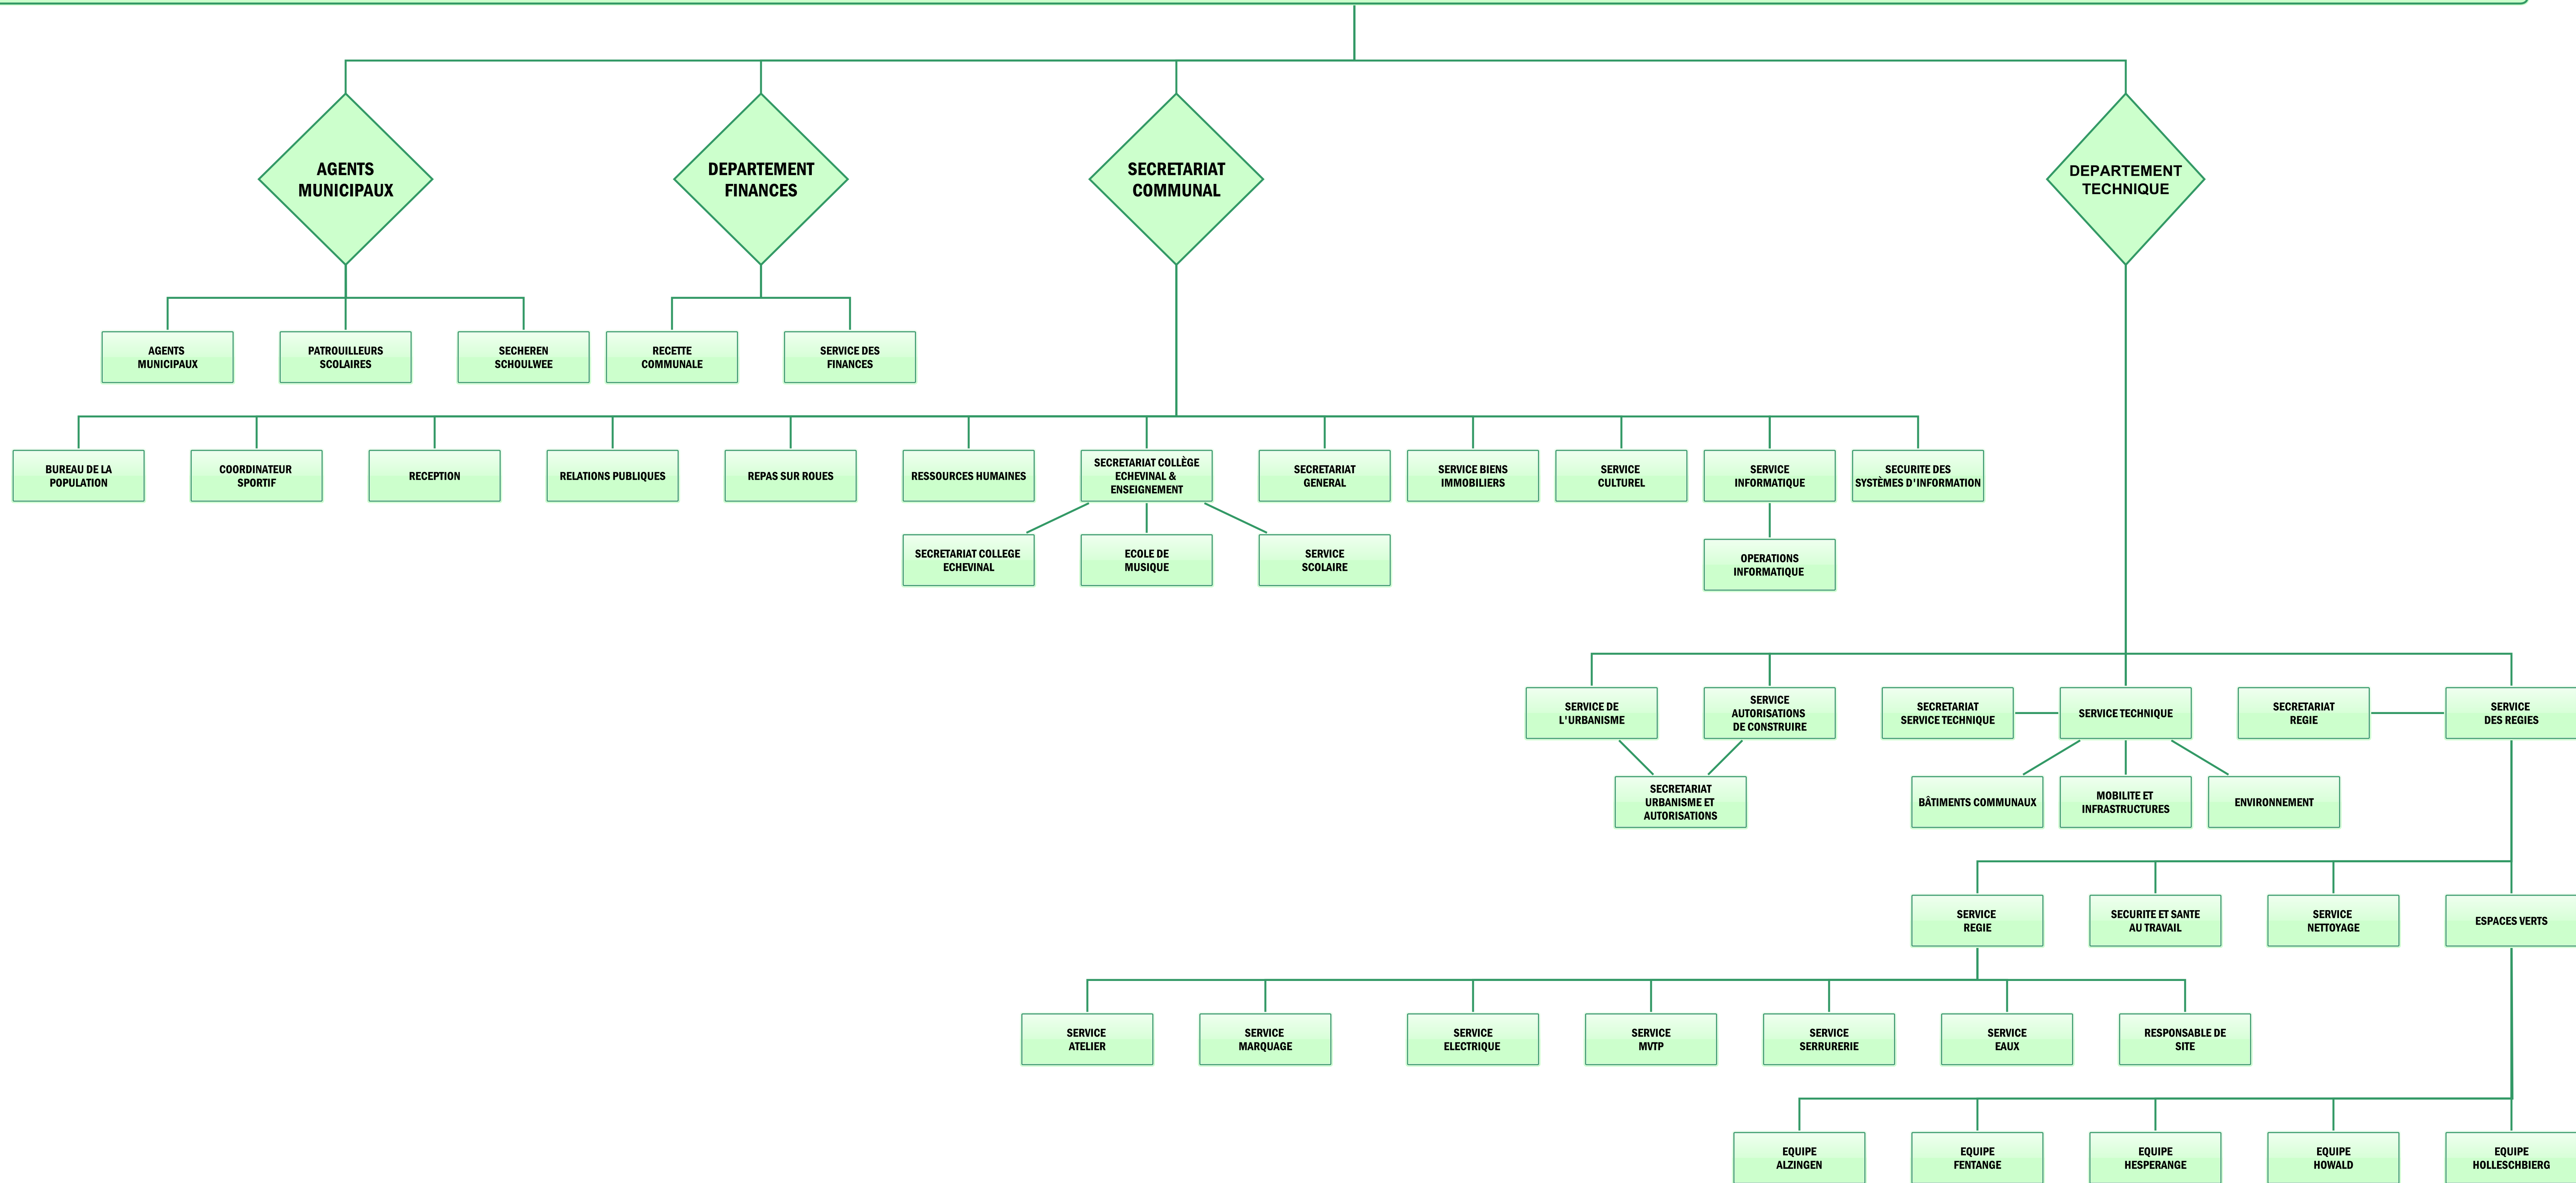 AGENTS
MUNICIPAUX
DEPARTEMENT
FINANCES
SECRETARIAT
COMMUNAL
DEPARTEMENT
TECHNIQUE
AGENTS
MUNICIPAUX
PATROUILLEURS
SCOLAIRES
SECHEREN
SCHOULWEE
RECETTE
COMMUNALE
SERVICE DES
FINANCES
BUREAU DE LA
POPULATION
COORDINATEUR
SPORTIF
RECEPTION
RELATIONS PUBLIQUES
REPAS SUR ROUES
RESSOURCES HUMAINES
SECRETARIAT COLLÈGE
ECHEVINAL &
ENSEIGNEMENT
SECRETARIAT
GENERAL
SERVICE BIENS
IMMOBILIERS
SERVICE
CULTUREL
SERVICE
INFORMATIQUE
SECURITE DES
SYSTÈMES D'INFORMATION
SECRETARIAT COLLEGE
ECHEVINAL
ECOLE DE
MUSIQUE
SERVICE
SCOLAIRE
OPERATIONS
INFORMATIQUE
SERVICE DE
L'URBANISME
SERVICE
AUTORISATIONS
DE CONSTRUIRE
SECRETARIAT
SERVICE TECHNIQUE
SERVICE TECHNIQUE
SECRETARIAT
REGIE
SERVICE
DES REGIES
SECRETARIAT
URBANISME ET
AUTORISATIONS
BÂTIMENTS COMMUNAUX
MOBILITE ET
INFRASTRUCTURES
ENVIRONNEMENT
SERVICE
REGIE
SECURITE ET SANTE
AU TRAVAIL
SERVICE
NETTOYAGE
ESPACES VERTS
SERVICE
ATELIER
SERVICE
MARQUAGE
SERVICE
ELECTRIQUE
SERVICE
MVTP
SERVICE
SERRURERIE
SERVICE
EAUX
RESPONSABLE DE
SITE
EQUIPE
ALZINGEN
EQUIPE
FENTANGE
EQUIPE
HESPERANGE
EQUIPE
HOWALD
EQUIPE
HOLLESCHBIERG